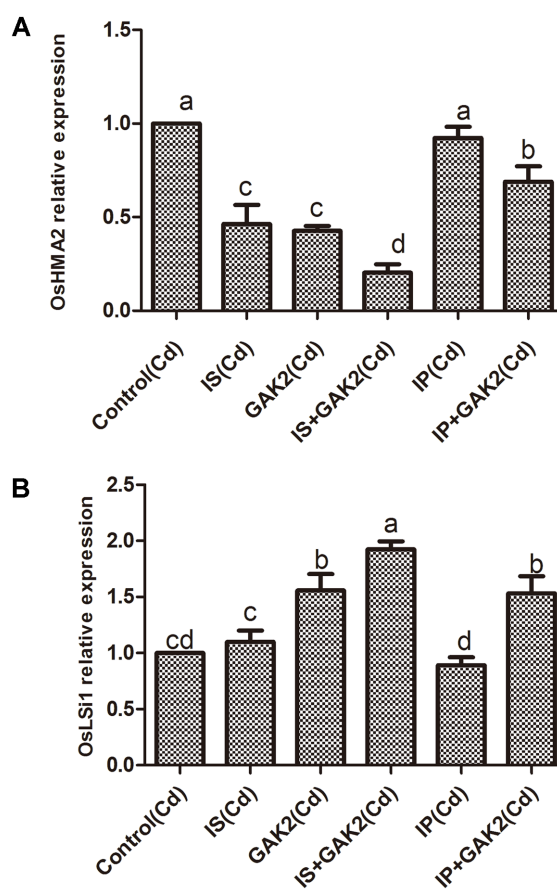 A
OsHMA2 relative expression
1.5
1.0
0.5
0.0
a
c
c
d
a
b
Control(Cd)
IS(Cd)
GAK2(Cd)
IS+GAK2(Cd)
IP(Cd)
IP+GAK2(Cd)
B
OsLSi1 relative expression
2.5
2.0
1.5
1.0
0.5
0.0
cd
c
b
a
d
b
Control(Cd)
IS(Cd)
GAK2(Cd)
IS+GAK2(Cd)
IP(Cd)
IP+GAK2(Cd)